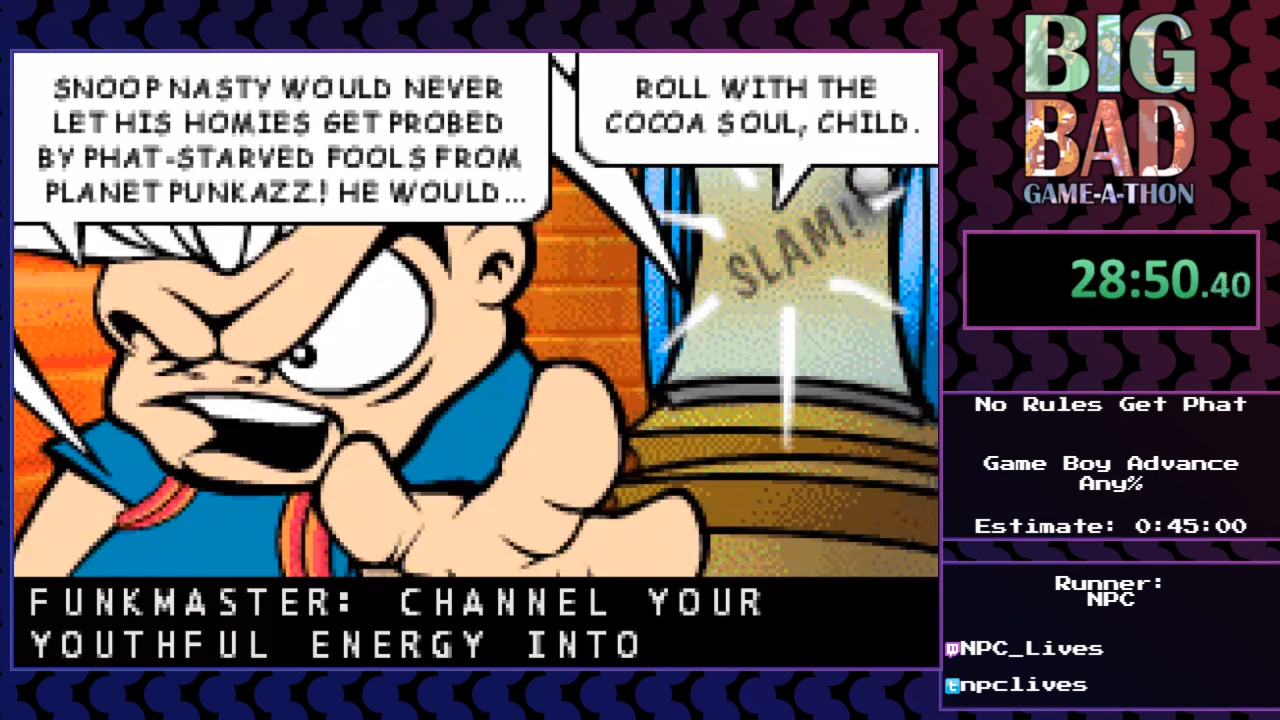 SNOOP NASTY WOULD NEVER
LET HIS HOMIES GET PROBED
BY PHAT-STARVED FOOLS FROM
PLANET PUNKAZZ! HE WOULD...
ROLL WITH THE
COCOA SOUL, CHILD.
SLAM!!
FUNKMASTER: CHANNEL YOUR
YOUTHFUL ENERGY INTO
BIG
BAD
GAME-A-THON
28:50.40
No Rules Get Phat
Game Boy Advance
Any%
Estimate: 0:45:00
Runner:
NPC
@NPC_Lives
npclives